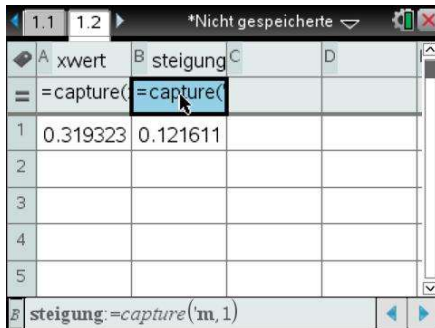 1.1 1.2 *Nicht gespeicherte
A xwert B steigung C D
= =capture( =capture('
1 0.319323 0.121611
2
3
4
5
B steigung:=capture('m,1)